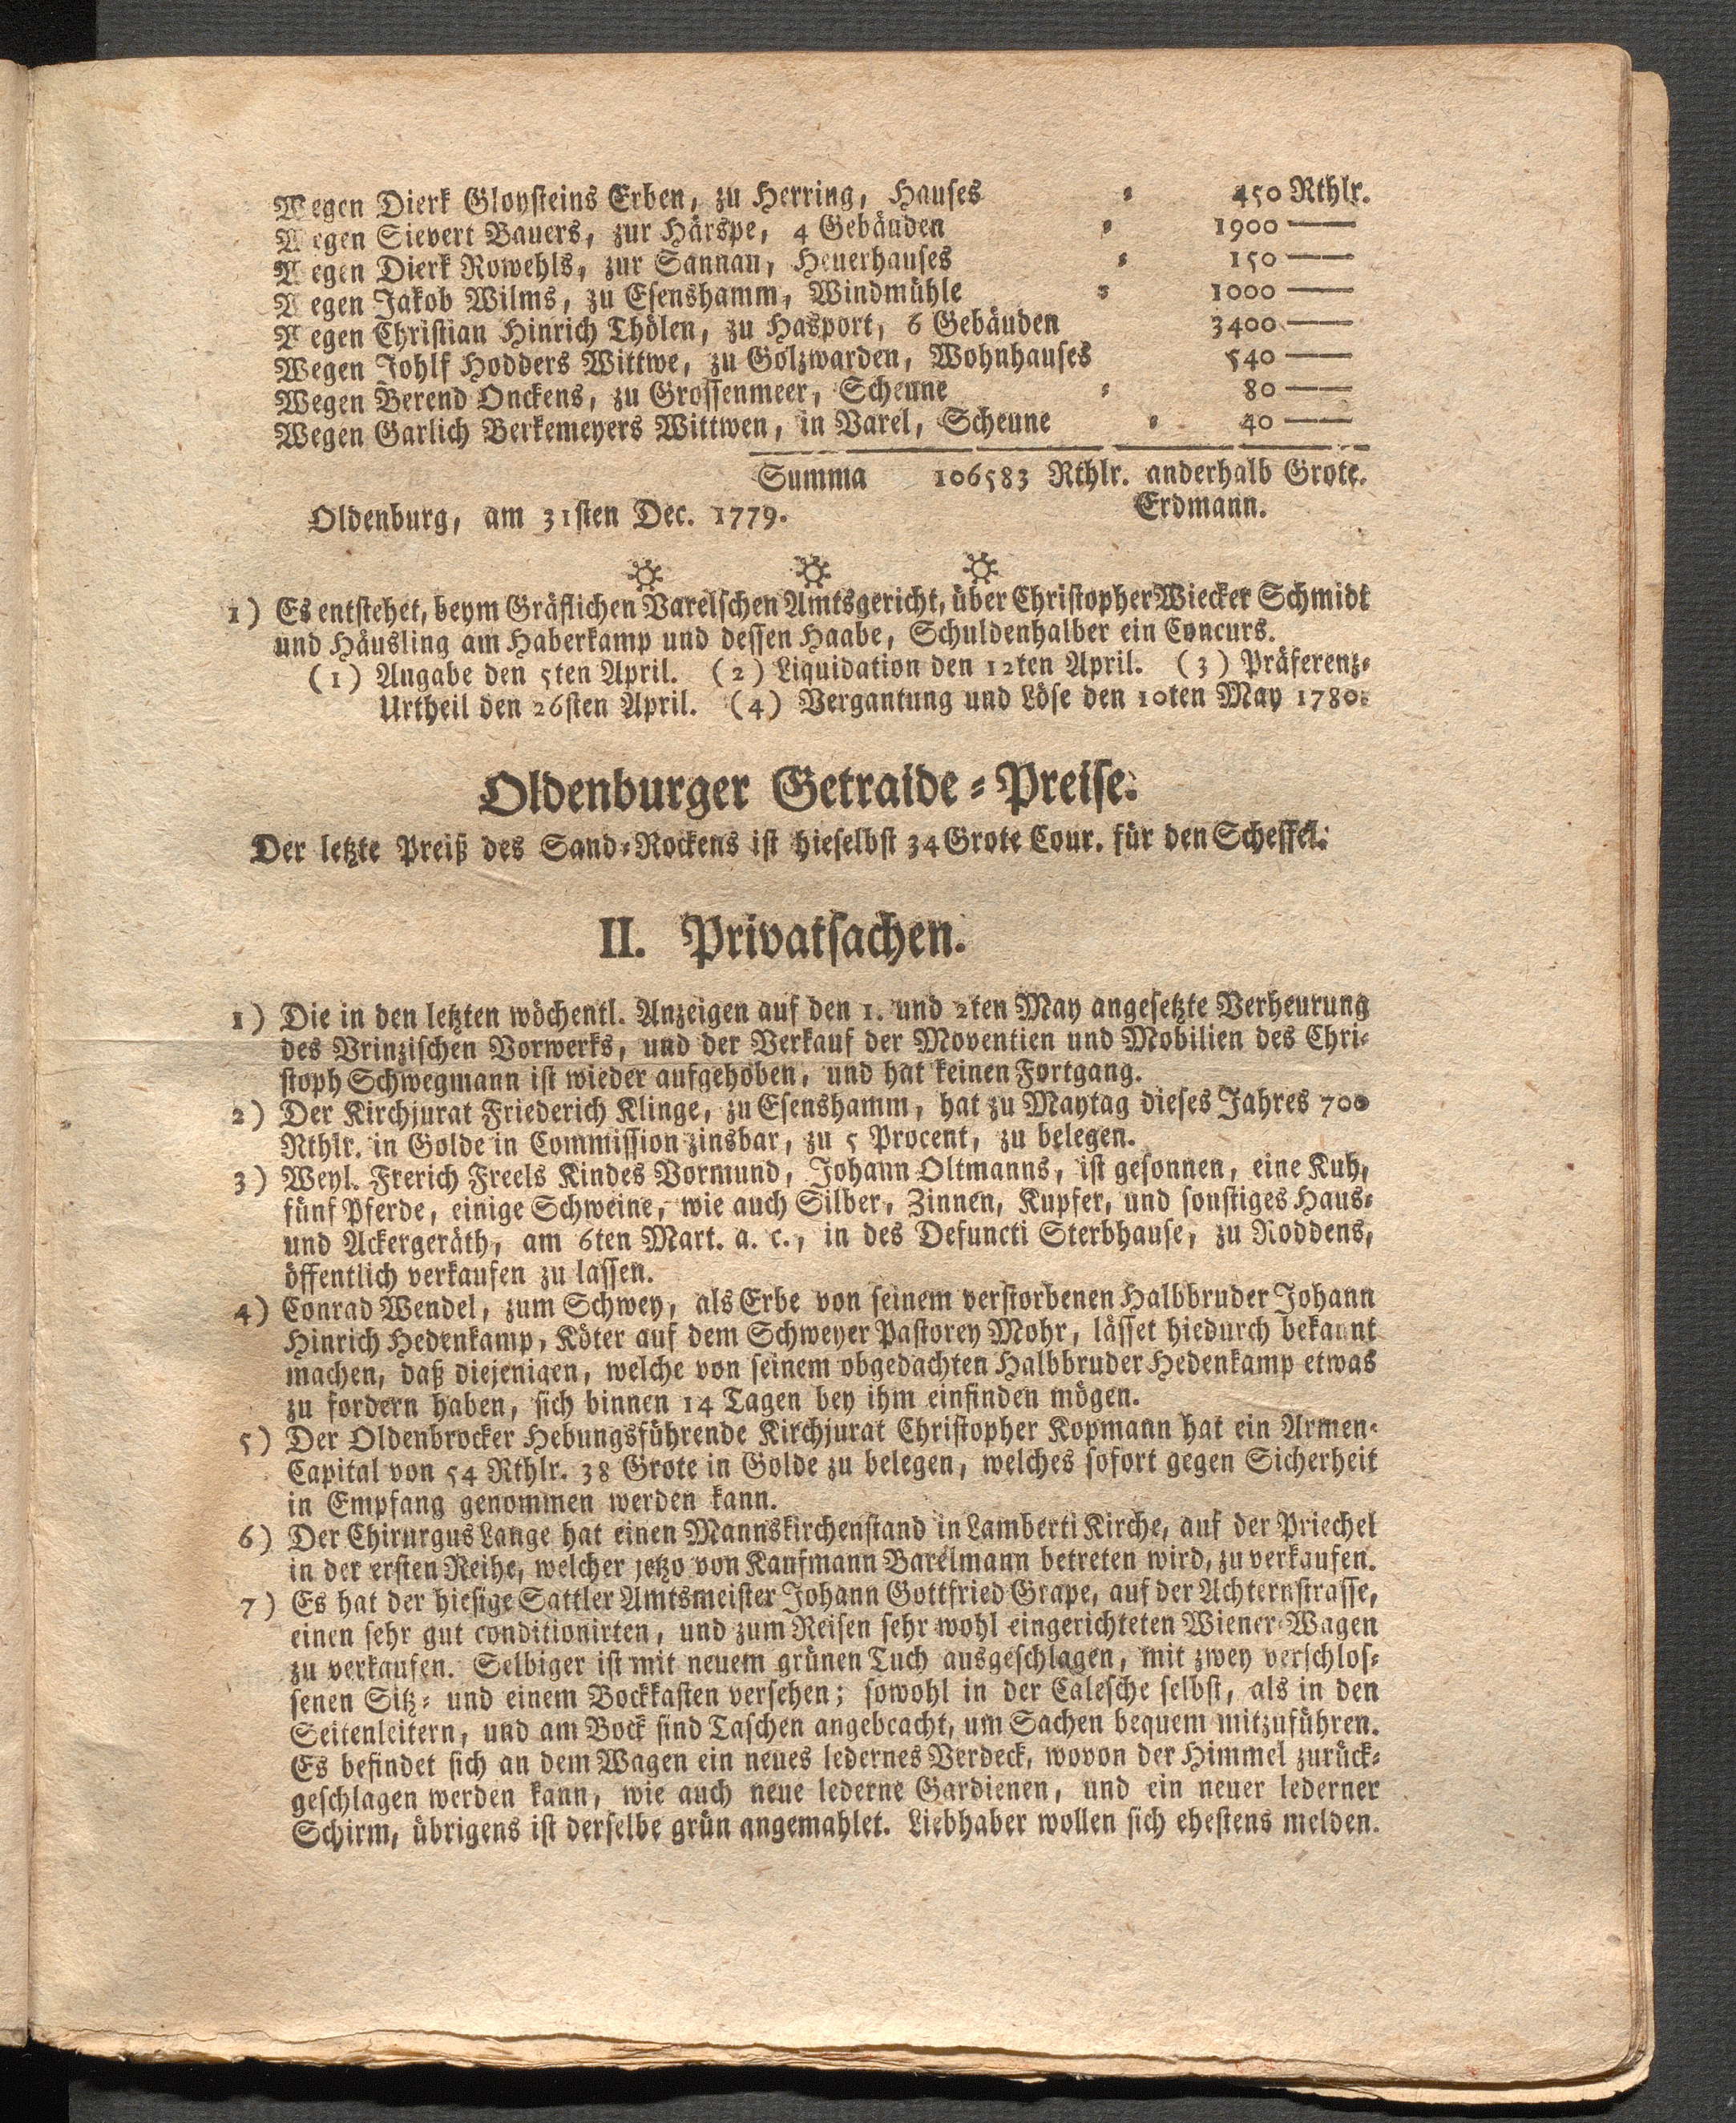 Wegen Dierk Gloysteins Erben, zu Herring, Hauses = 450 Rthlr.
Wegen Sievert Bauers, zur Härspe, 4 Gebäuden = 1900 —
Wegen Dierk Rowehls, zur Sannau, Heuerhauses = 150 —
Wegen Jakob Wilms, zu Esenshamm, Windmühle = 1000 —
Wegen Christian Hinrich Thölen, zu Hasport, 6 Gebäuden 3400 —
Wegen Johlf Hodders Wittwe, zu Golzwarden, Wohnhauses 540 —
Wegen Berend Onckens, zu Grossenmeer, Scheune = 80 —
Wegen Garlich Berkemeyers Wittwen, in Varel, Scheune = 40 —
Summa 106583 Rthlr. anderhalb Grote.
Oldenburg, am 31sten Dec. 1779. Erdmann.
1) Es entstehet, beym Gräflichen Varelschen Amtsgericht, über Christopher Wiecker Schmidt
und Häusling am Haberkamp und dessen Haabe, Schuldenhalber ein Concurs.
(1) Angabe den 5ten April. (2) Liquidation den 12ten April. (3) Präferenz=
Urtheil den 26sten April. (4) Vergantung und Löse den 10ten May 1780.
Oldenburger Getraide=Preise.
Der letzte Preiß des Sand=Rockens ist hieselbst 34 Grote Cour. für den Scheffel.
II. Privatsachen.
1) Die in den letzten wöchentl. Anzeigen auf den 1. und 2ten May angesetzte Verheurung
des Vrinzischen Vorwerks, und der Verkauf der Moventien und Mobilien des Chri=
stoph Schwegmann ist wieder aufgehoben, und hat keinen Fortgang.
2) Der Kirchjurat Friederich Klinge, zu Esenshamm, hat zu Maytag dieses Jahres 700
Rthlr. in Golde in Commission zinsbar, zu 5 Procent, zu belegen.
3) Weyl. Frerich Freels Kindes Vormund, Johann Oltmanns, ist gesonnen, eine Kuh,
fünf Pferde, einige Schweine, wie auch Silber, Zinnen, Kupfer, und sonstiges Haus=
und Ackergeräth, am 6ten Mart. a. c., in des Defuncti Sterbhause, zu Roddens,
öffentlich verkaufen zu lassen.
4) Conrad Wendel, zum Schwey, als Erbe von seinem verstorbenen Halbbruder Johann
Hinrich Hedenkamp, Köter auf dem Schweyer Pastorey Mohr, lässet hiedurch bekannt
machen, daß diejenigen, welche von seinem obgedachten Halbbruder Hedenkamp etwas
zu fordern haben, sich binnen 14 Tagen bey ihm einfinden mögen.
5) Der Oldenbrocker Hebungsführende Kirchjurat Christopher Kopmann hat ein Armen=
Capital von 54 Rthlr. 38 Grote in Golde zu belegen, welches sofort gegen Sicherheit
in Empfang genommen werden kann.
6) Der Chirurgus Lange hat einen Mannskirchenstand in Lamberti Kirche, auf der Priechel
in der ersten Reihe, welcher jetzo von Kaufmann Barelmann betreten wird, zu verkaufen.
7) Es hat der hiesige Sattler Amtsmeister Johann Gottfried Grape, auf der Achternstrasse,
einen sehr gut conditionirten, und zum Reisen sehr wohl eingerichteten Wiener=Wagen
zu verkaufen. Selbiger ist mit neuem grünen Tuch ausgeschlagen, mit zwey verschlos=
senen Sitz= und einem Bockkasten versehen; sowohl in der Calesche selbst, als in den
Seitenleitern, und am Bock sind Taschen angebcacht, um Sachen bequem mitzuführen.
Es befindet sich an dem Wagen ein neues ledernes Verdeck, wovon der Himmel zurück=
geschlagen werden kann, wie auch neue lederne Gardienen, und ein neuer lederner
Schirm, übrigens ist derselbe grün angemahlet. Liebhaber wollen sich ehestens melden.